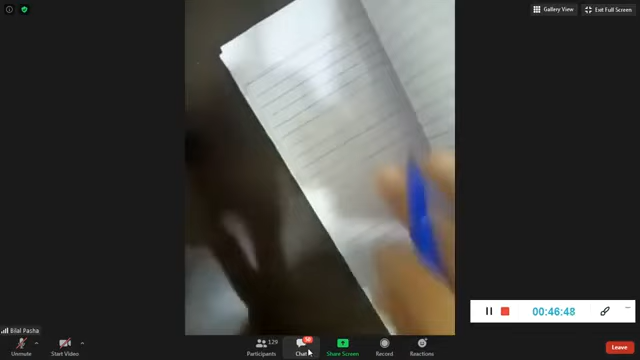 Gallery View
Exit Full Screen
00:46:48
Bilal Pasha
Unmute
Start Video
129
Participants
Chat
Share Screen
Record
Reactions
Leave